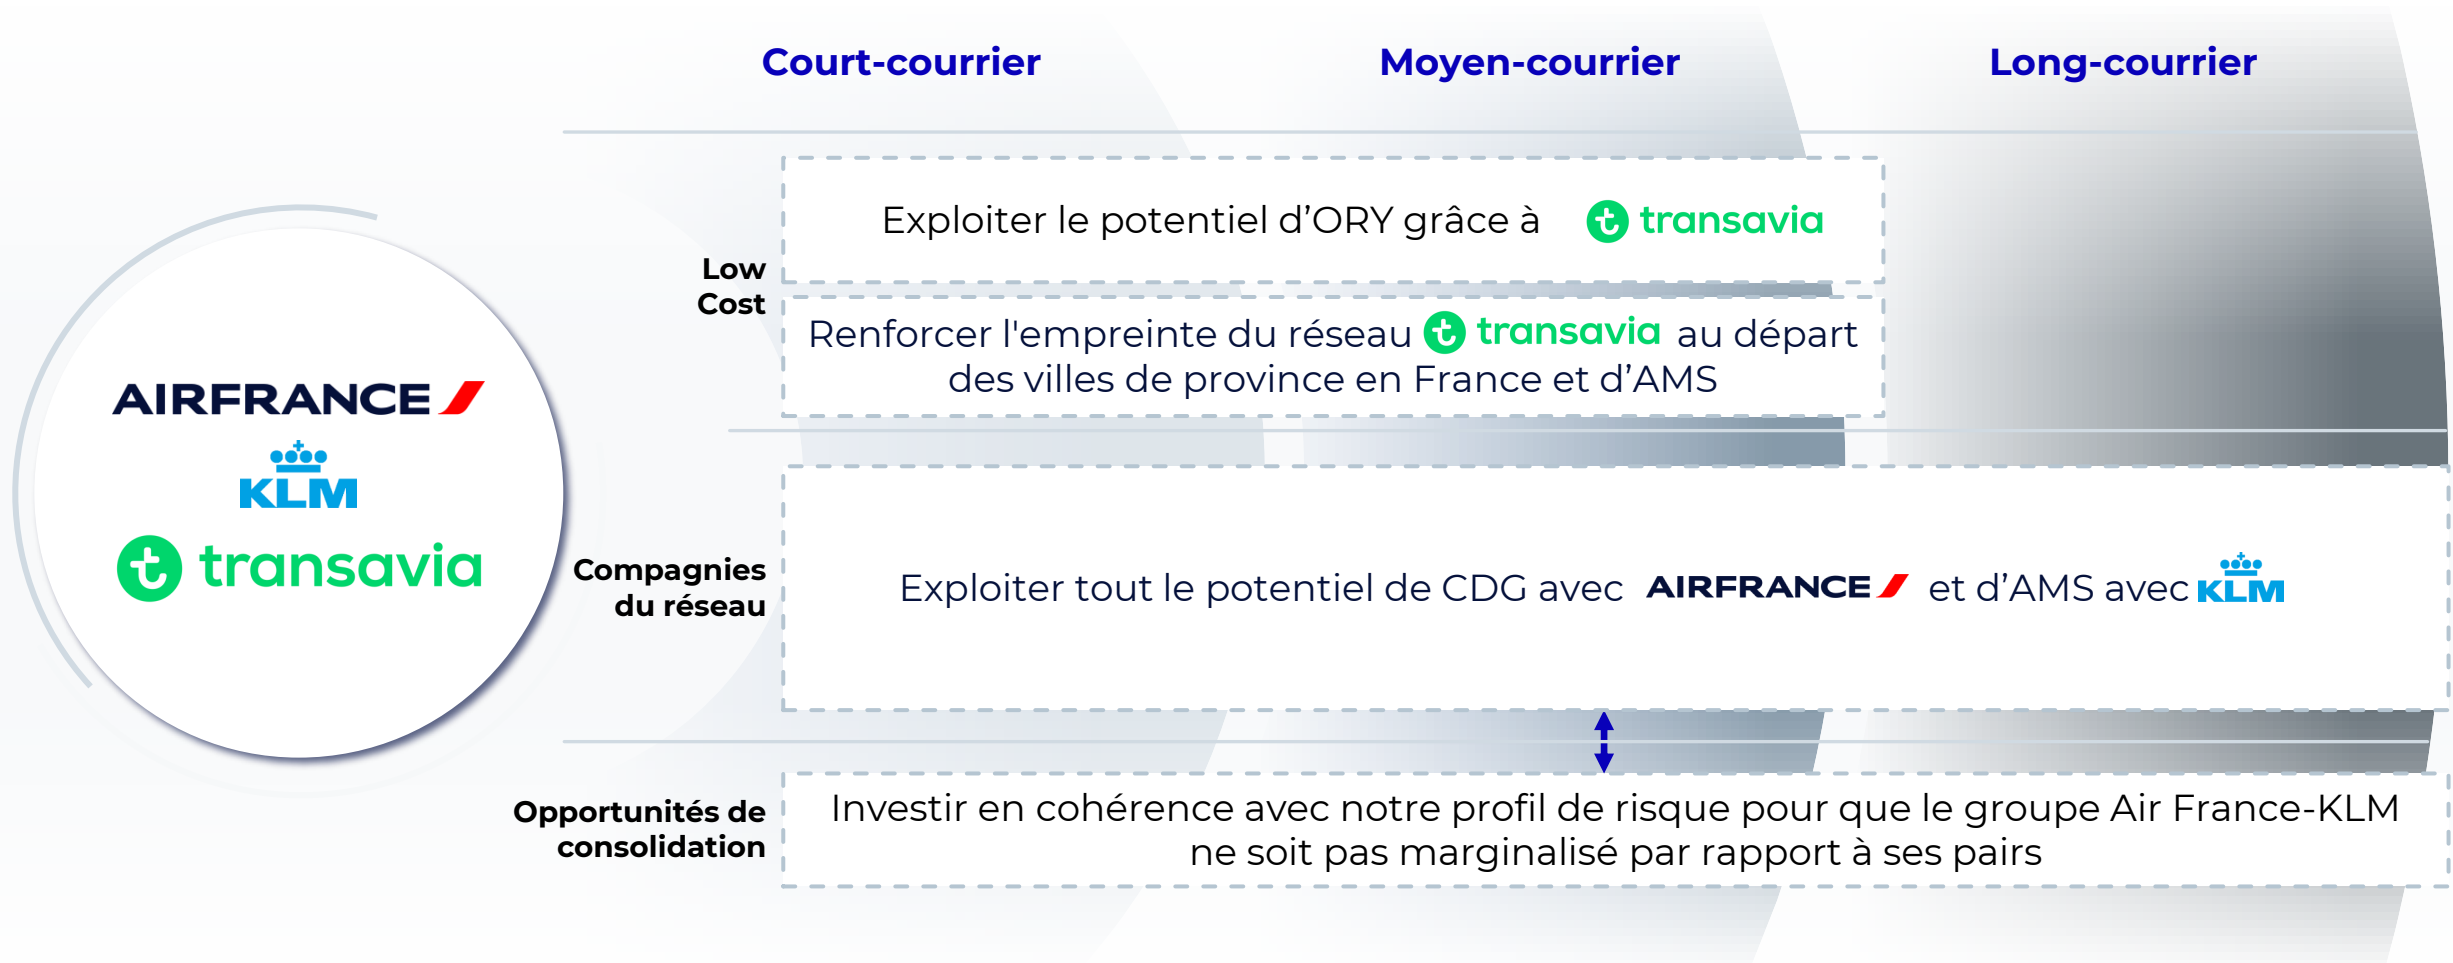 Court-courrier
Moyen-courrier
Long-courrier
AIRFRANCE
KLM
transavia
Low
Cost
Exploiter le potentiel d’ORY grâce à transavia
Renforcer l'empreinte du réseau transavia au départ
des villes de province en France et d’AMS
Compagnies
du réseau
Exploiter tout le potentiel de CDG avec AIRFRANCE et d’AMS avec KLM
Opportunités de
consolidation
Investir en cohérence avec notre profil de risque pour que le groupe Air France-KLM
ne soit pas marginalisé par rapport à ses pairs